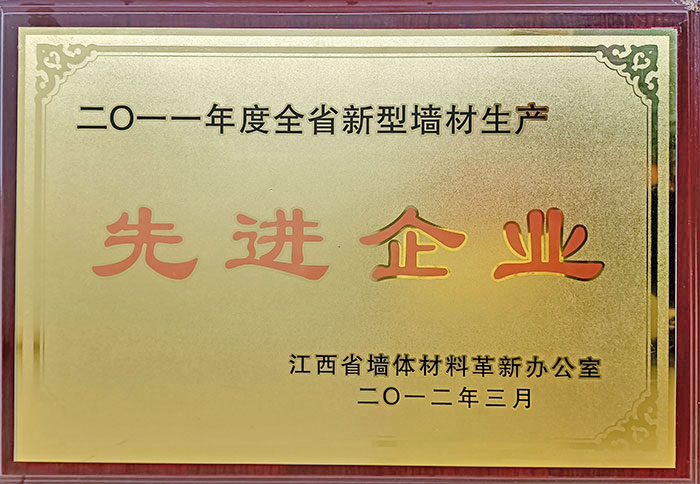 二〇一一年度全省新型墙材生产
先进企业
江西省墙体材料革新办公室
二〇一二年三月